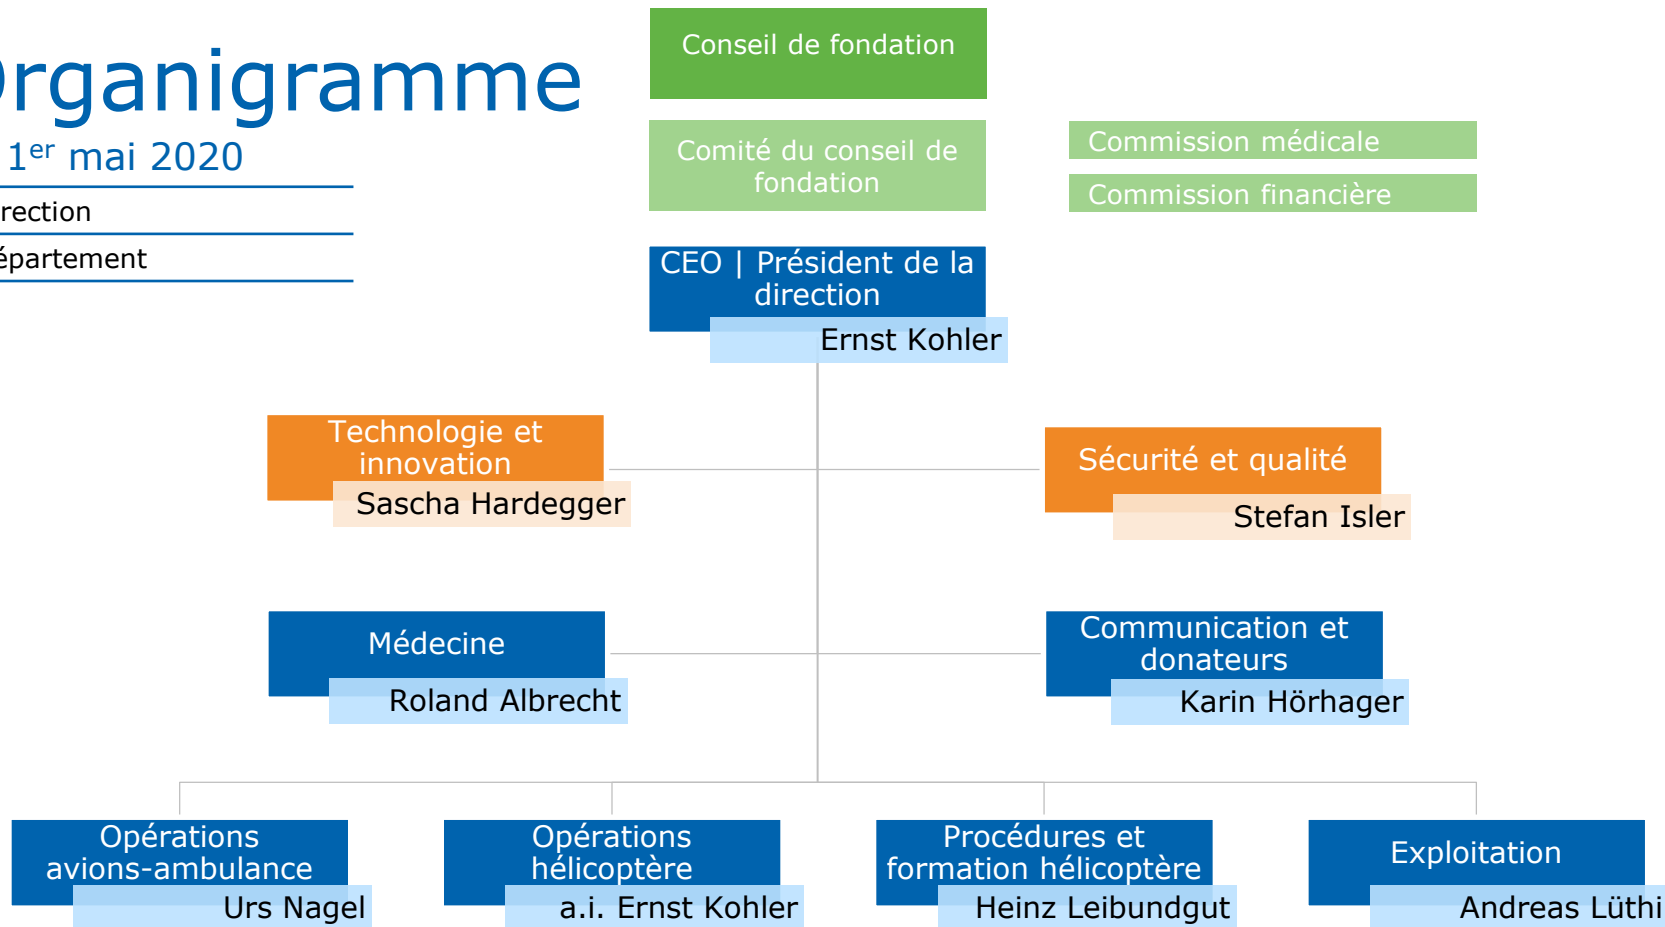 Organigramme
1er mai 2020
rection
épartement
Conseil de fondation
Comité du conseil de
fondation
Commission médicale
Commission financière
CEO | Président de la
direction
Ernst Kohler
Technologie et
innovation
Sascha Hardegger
Sécurité et qualité
Stefan Isler
Médecine
Roland Albrecht
Communication et
donateurs
Karin Hörhager
Opérations
avions-ambulance
Urs Nagel
Opérations
hélicoptère
a.i. Ernst Kohler
Procédures et
formation hélicoptère
Heinz Leibundgut
Exploitation
Andreas Lüthi